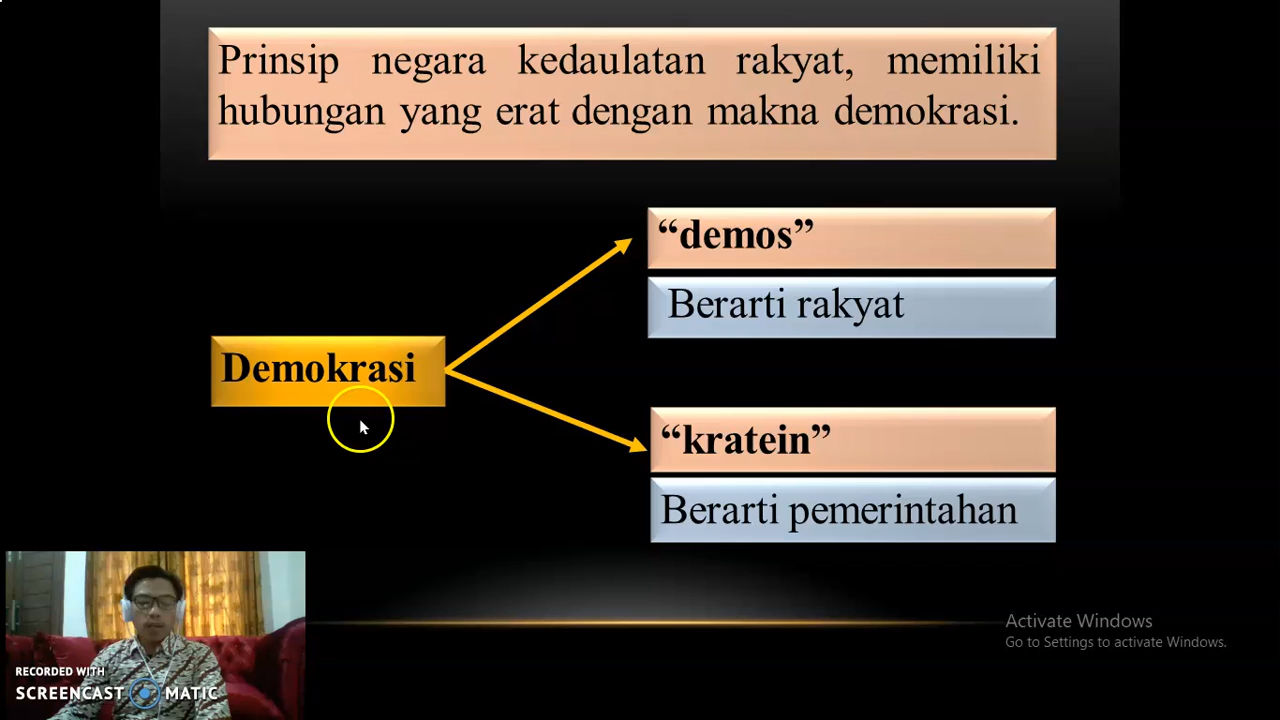 Prinsip negara kedaulatan rakyat, memiliki
hubungan yang erat dengan makna demokrasi.
“demos”
Berarti rakyat
Demokrasi
“kratein”
Berarti pemerintahan
Activate Windows
Go to Settings to activate Windows.
RECORDED WITH
SCREENCAST MATIC